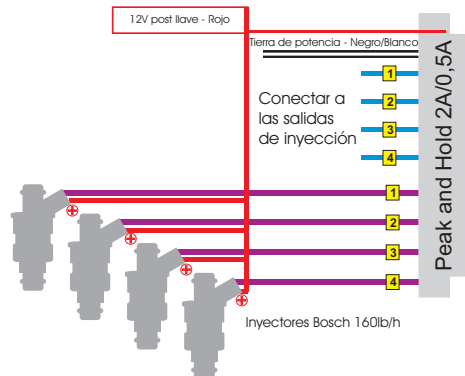 12V post llave - Rojo
Tierra de potencia - Negro/Blanco
1
2
3
4
Conectar a
las salidas
de inyección
Peak and Hold 2A/0,5A
1
2
3
4
Inyectores Bosch 160lb/h